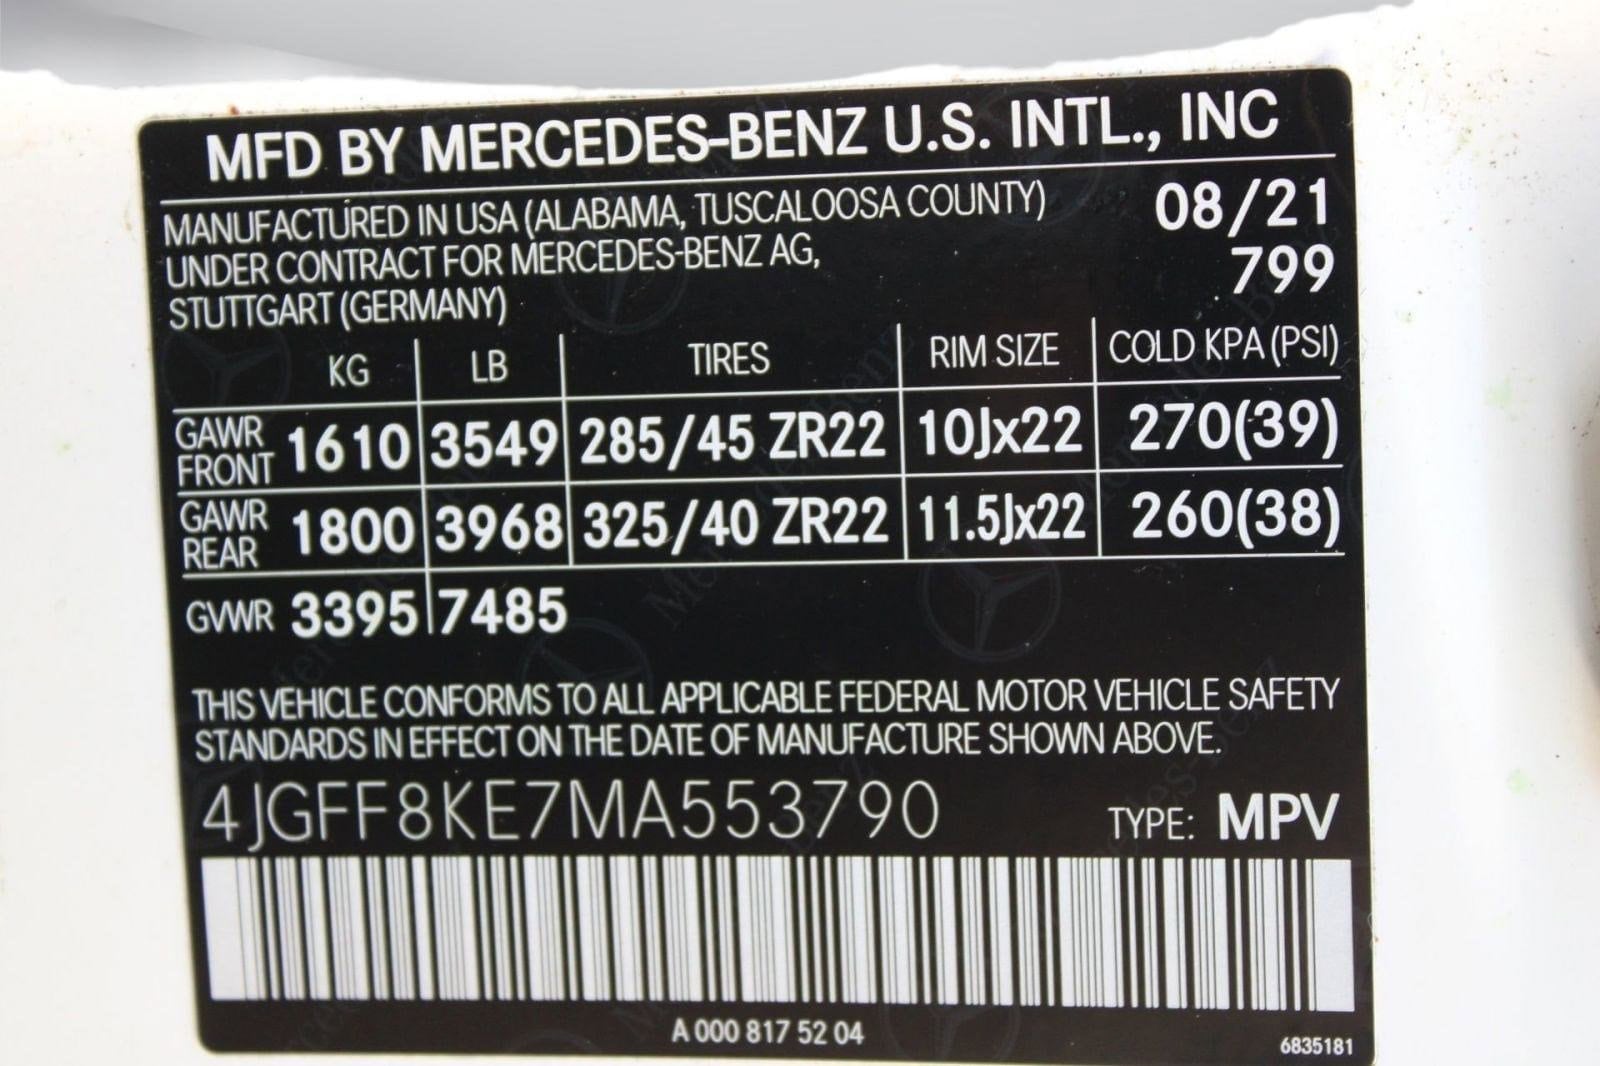 MFD BY MERCEDES-BENZ U.S. INTL., INC
MANUFACTURED IN USA (ALABAMA, TUSCALOOSA COUNTY) 08/21
UNDER CONTRACT FOR MERCEDES-BENZ AG, 799
STUTTGART (GERMANY)
KG LB TIRES RIM SIZE COLD KPA (PSI)
GAWR FRONT 1610 3549 285/45 ZR22 10Jx22 270(39)
GAWR REAR 1800 3968 325/40 ZR22 11.5Jx22 260(38)
GVWR 3395 7485
THIS VEHICLE CONFORMS TO ALL APPLICABLE FEDERAL MOTOR VEHICLE SAFETY
STANDARDS IN EFFECT ON THE DATE OF MANUFACTURE SHOWN ABOVE.
4JGFF8KE7MA553790 TYPE: MPV
A 000 817 52 04
6835181